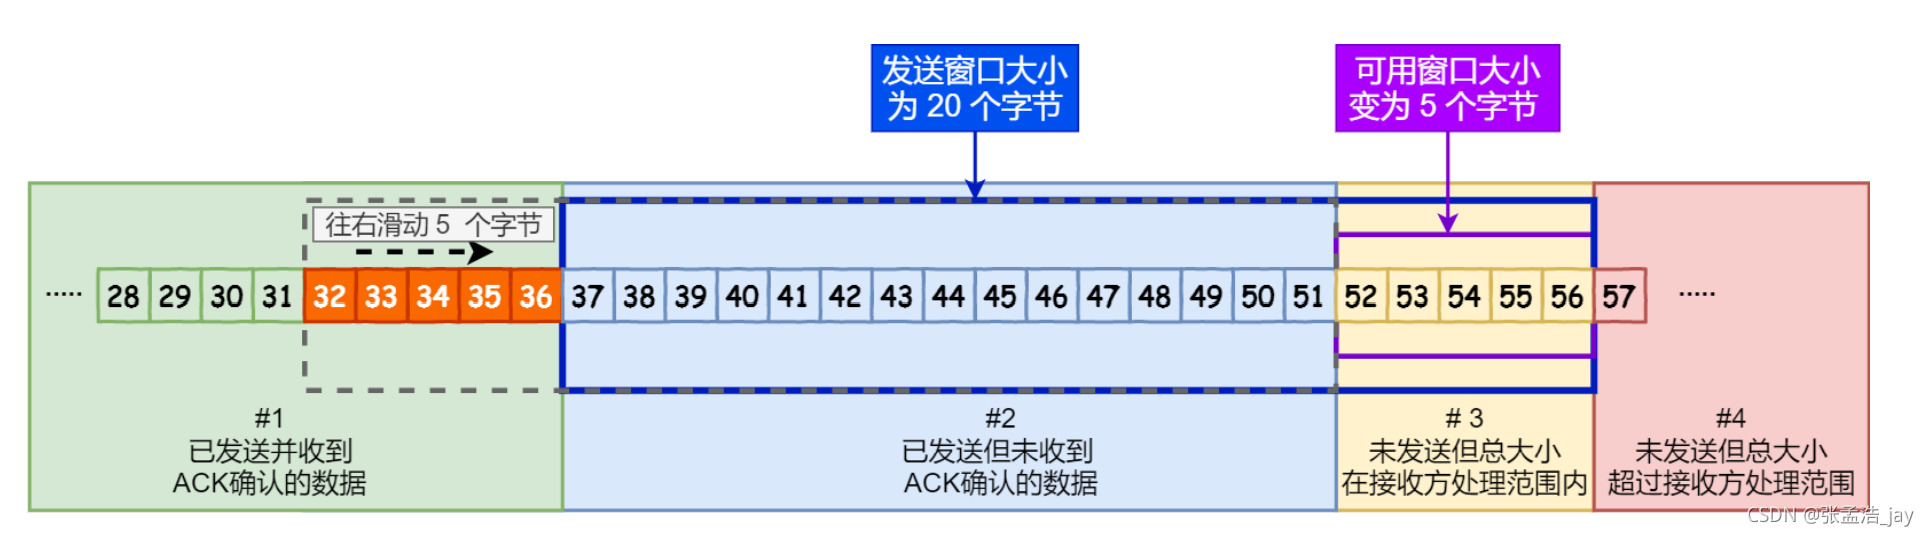 发送窗口大小
为 20 个字节
可用窗口大小
变为 5 个字节
往右滑动 5 个字节
····· 28 29 30 31 32 33 34 35 36 37 38 39 40 41 42 43 44 45 46 47 48 49 50 51 52 53 54 55 56 57 ·····
#1
已发送并收到
ACK确认的数据
#2
已发送但未收到
ACK确认的数据
# 3
未发送但总大小
在接收方处理范围内
#4
未发送但总大小
超过接收方处理范围
CSDN @张孟浩_jay